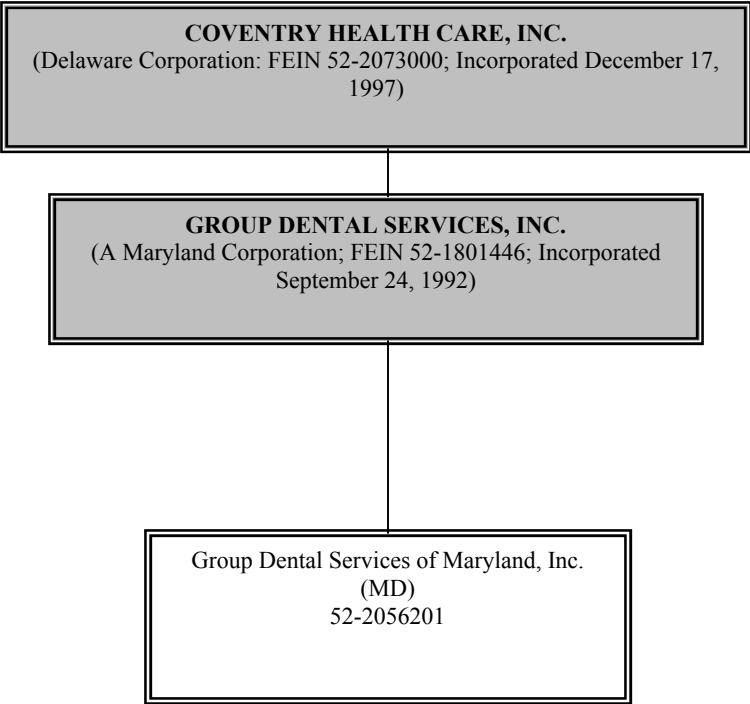 COVENTRY HEALTH CARE, INC.
(Delaware Corporation: FEIN 52-2073000; Incorporated December 17,
1997)
GROUP DENTAL SERVICES, INC.
(A Maryland Corporation; FEIN 52-1801446; Incorporated
September 24, 1992)
Group Dental Services of Maryland, Inc.
(MD)
52-2056201